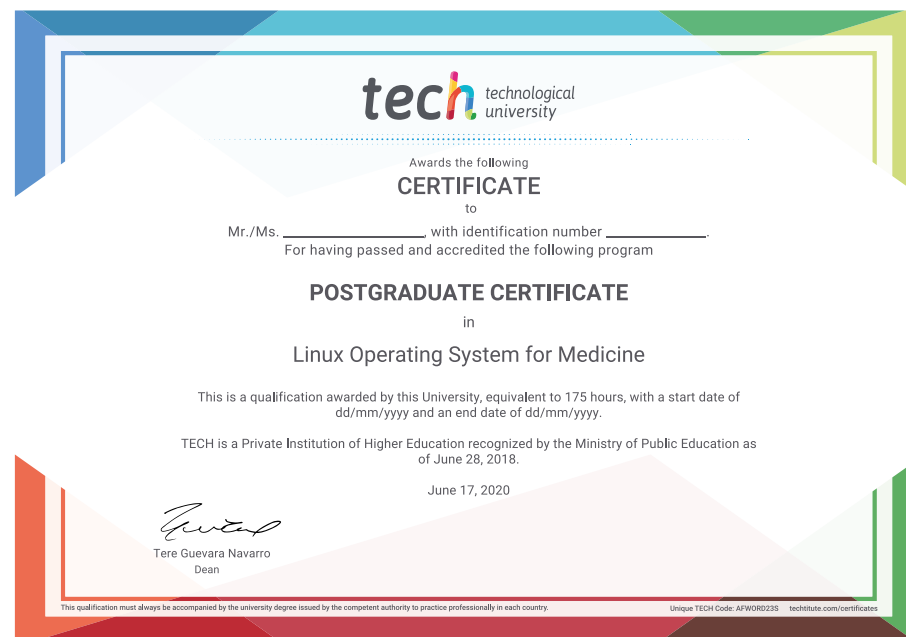 tech technological
university
Awards the following
CERTIFICATE
to
Mr./Ms. ____________________, with identification number ______________.
For having passed and accredited the following program
POSTGRADUATE CERTIFICATE
in
Linux Operating System for Medicine
This is a qualification awarded by this University, equivalent to 175 hours, with a start date of
dd/mm/yyyy and an end date of dd/mm/yyyy.
TECH is a Private Institution of Higher Education recognized by the Ministry of Public Education as
of June 28, 2018.
June 17, 2020
Tere Guevara Navarro
Dean
This qualification must always be accompanied by the university degree issued by the competent authority to practice professionally in each country. Unique TECH Code: AFWORD23S techtitute.com/certificates